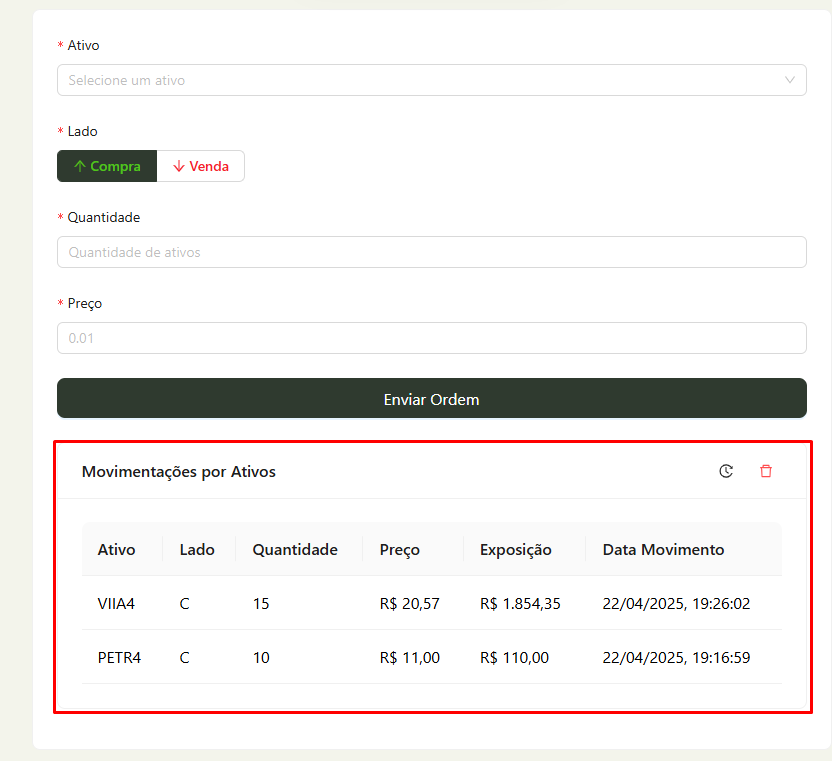 * Ativo
Selecione um ativo
* Lado
Compra Venda
* Quantidade
Quantidade de ativos
* Preço
0.01
Enviar Ordem
Movimentações por Ativos
Ativo Lado Quantidade Preço Exposição Data Movimento
VIIA4 C 15 R$ 20,57 R$ 1.854,35 22/04/2025, 19:26:02
PETR4 C 10 R$ 11,00 R$ 110,00 22/04/2025, 19:16:59